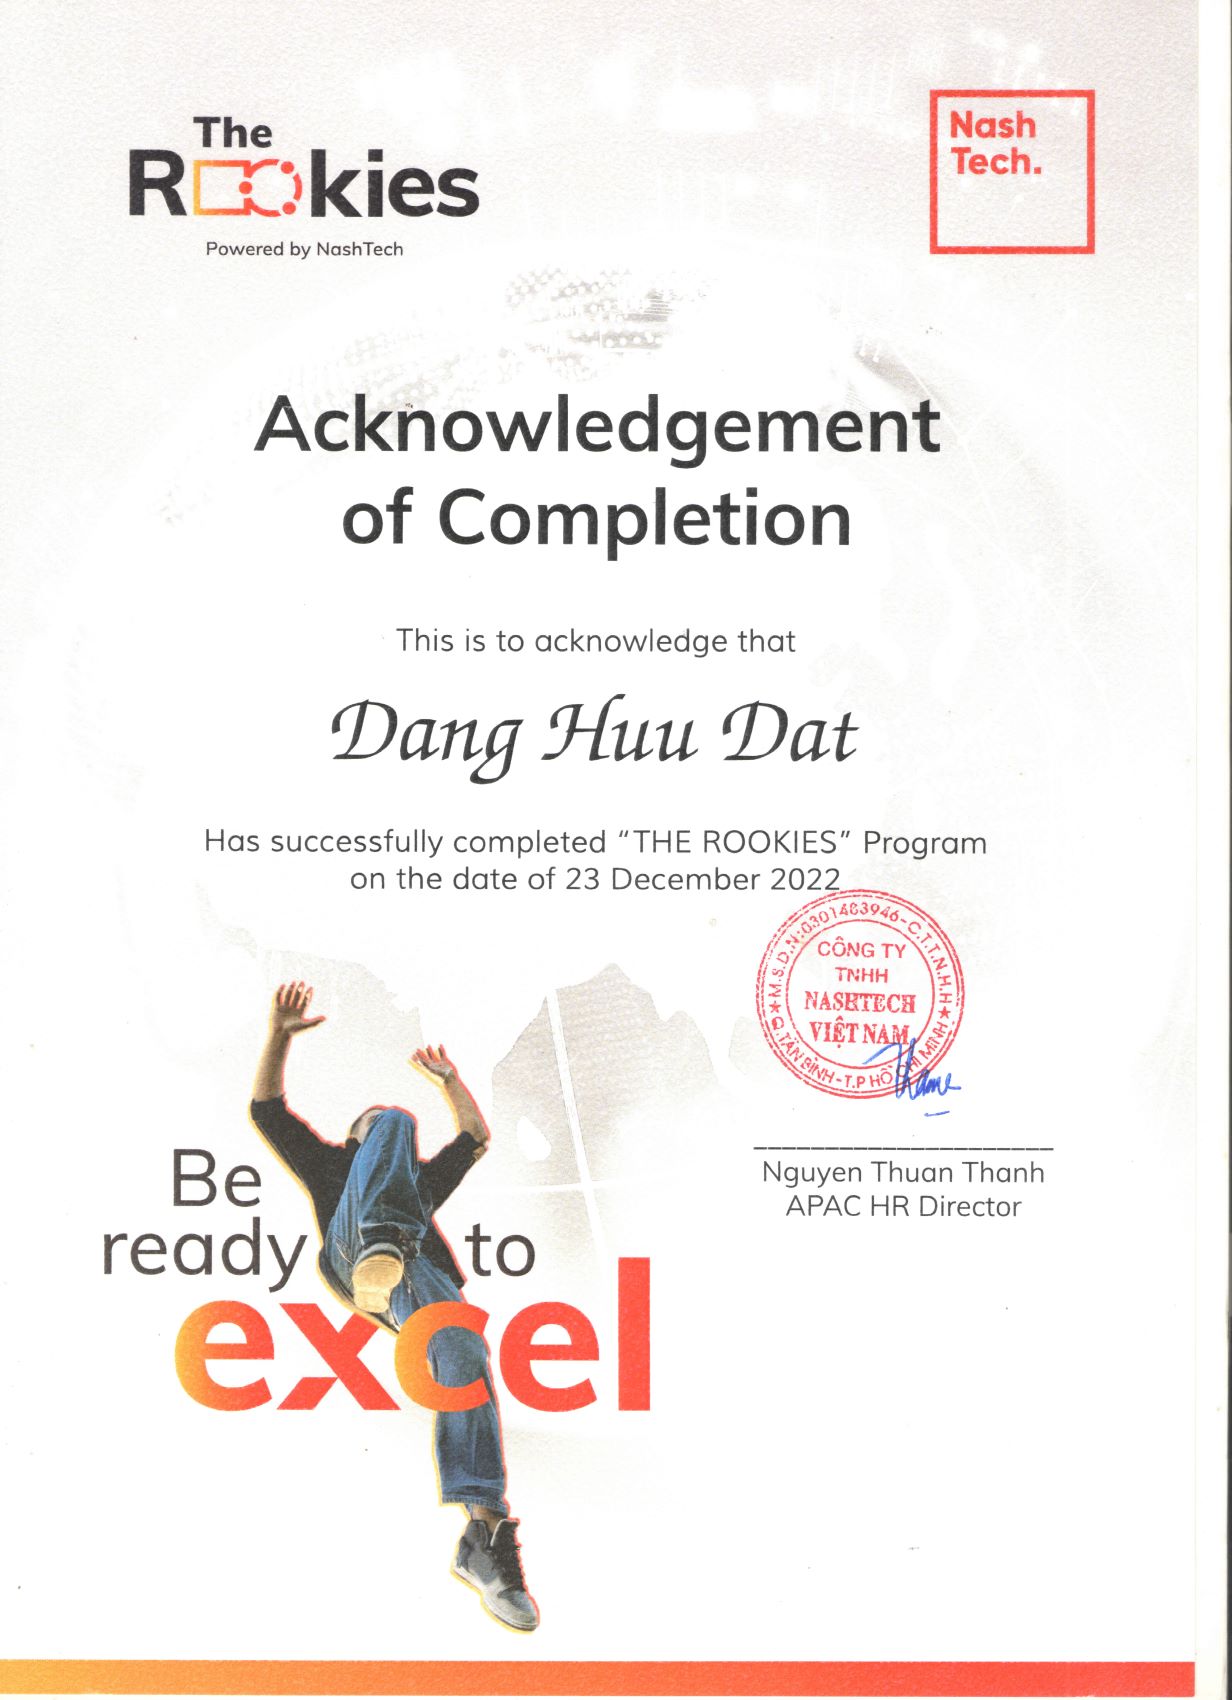 The
Rookies
Powered by NashTech
Nash
Tech.
Acknowledgement
of Completion
This is to acknowledge that
Dang Huu Dat
Has successfully completed “THE ROOKIES” Program
on the date of 23 December 2022
M.S.D.N:0301483946-C.T.T.N.H.H
CÔNG TY
TNHH
NASHTECH
VIỆT NAM
Q.TÂN BÌNH-T.P HỒ CHÍ MINH
Nguyen Thuan Thanh
APAC HR Director
Be
ready to
excel